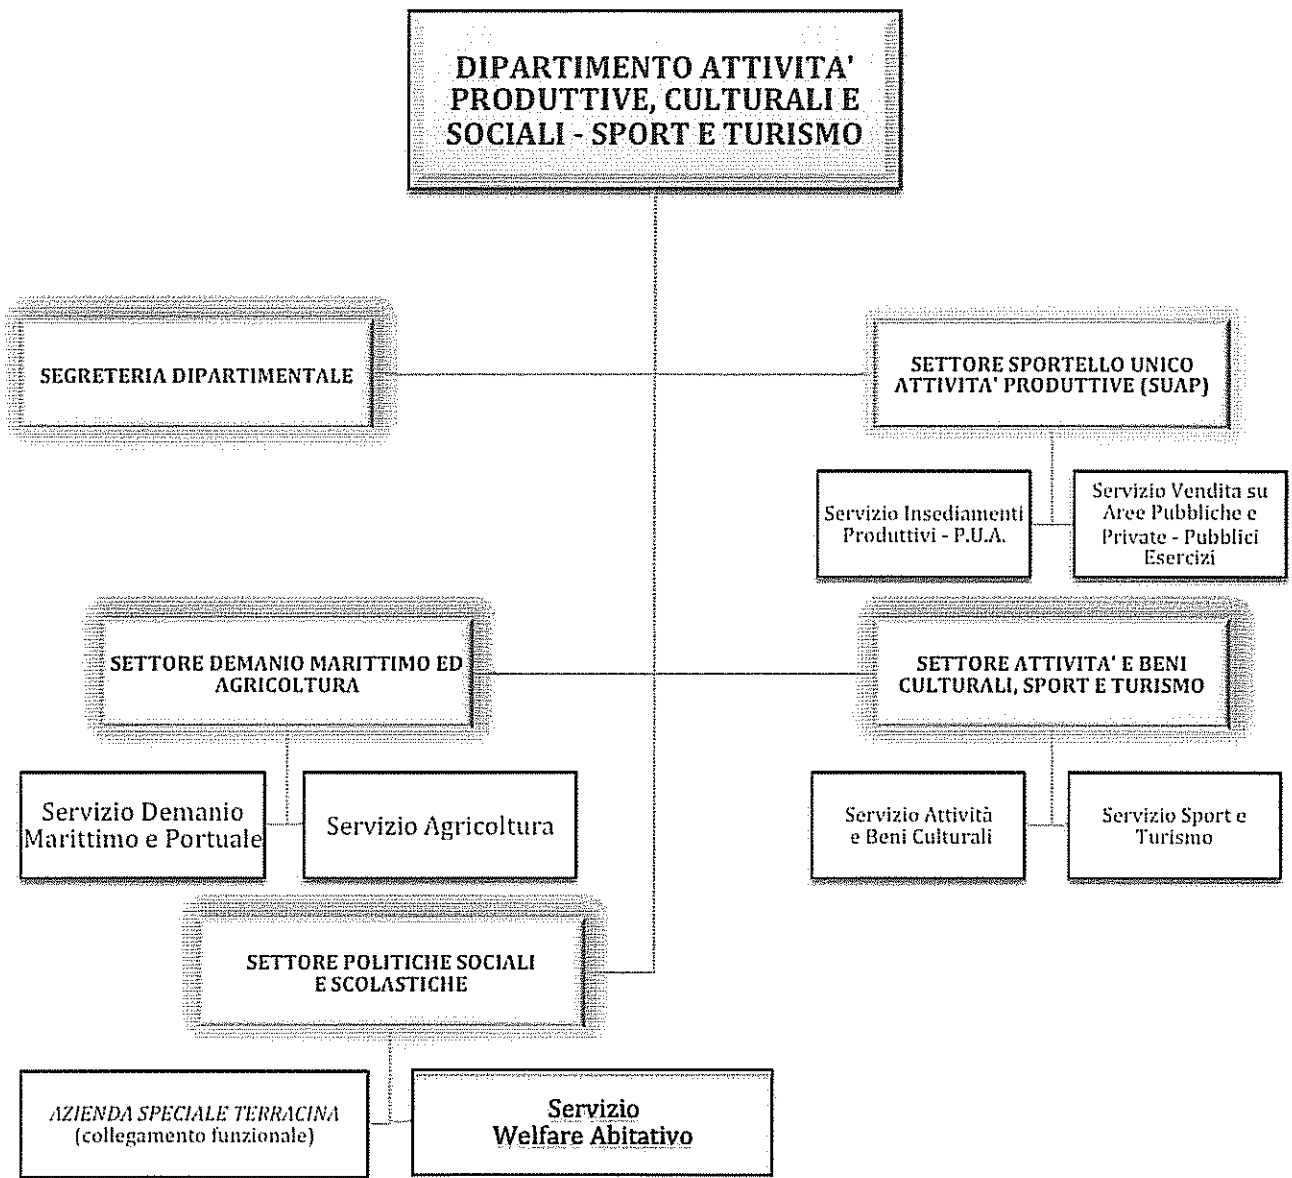 DIPARTIMENTO ATTIVITA'
PRODUTTIVE, CULTURALI E
SOCIALI - SPORT E TURISMO
SEGRETERIA DIPARTIMENTALE
SETTORE SPORTELLO UNICO
ATTIVITA' PRODUTTIVE (SUAP)
Servizio Insediamenti
Produttivi - P.U.A.
Servizio Vendita su
Aree Pubbliche e
Private - Pubblici
Esercizi
SETTORE DEMANIO MARITTIMO ED
AGRICOLTURA
SETTORE ATTIVITA' E BENI
CULTURALI, SPORT E TURISMO
Servizio Demanio
Marittimo e Portuale
Servizio Agricoltura
Servizio Attività
e Beni Culturali
Servizio Sport e
Turismo
SETTORE POLITICHE SOCIALI
E SCOLASTICHE
AZIENDA SPECIALE TERRACINA
(collegamento funzionale)
Servizio
Welfare Abitativo